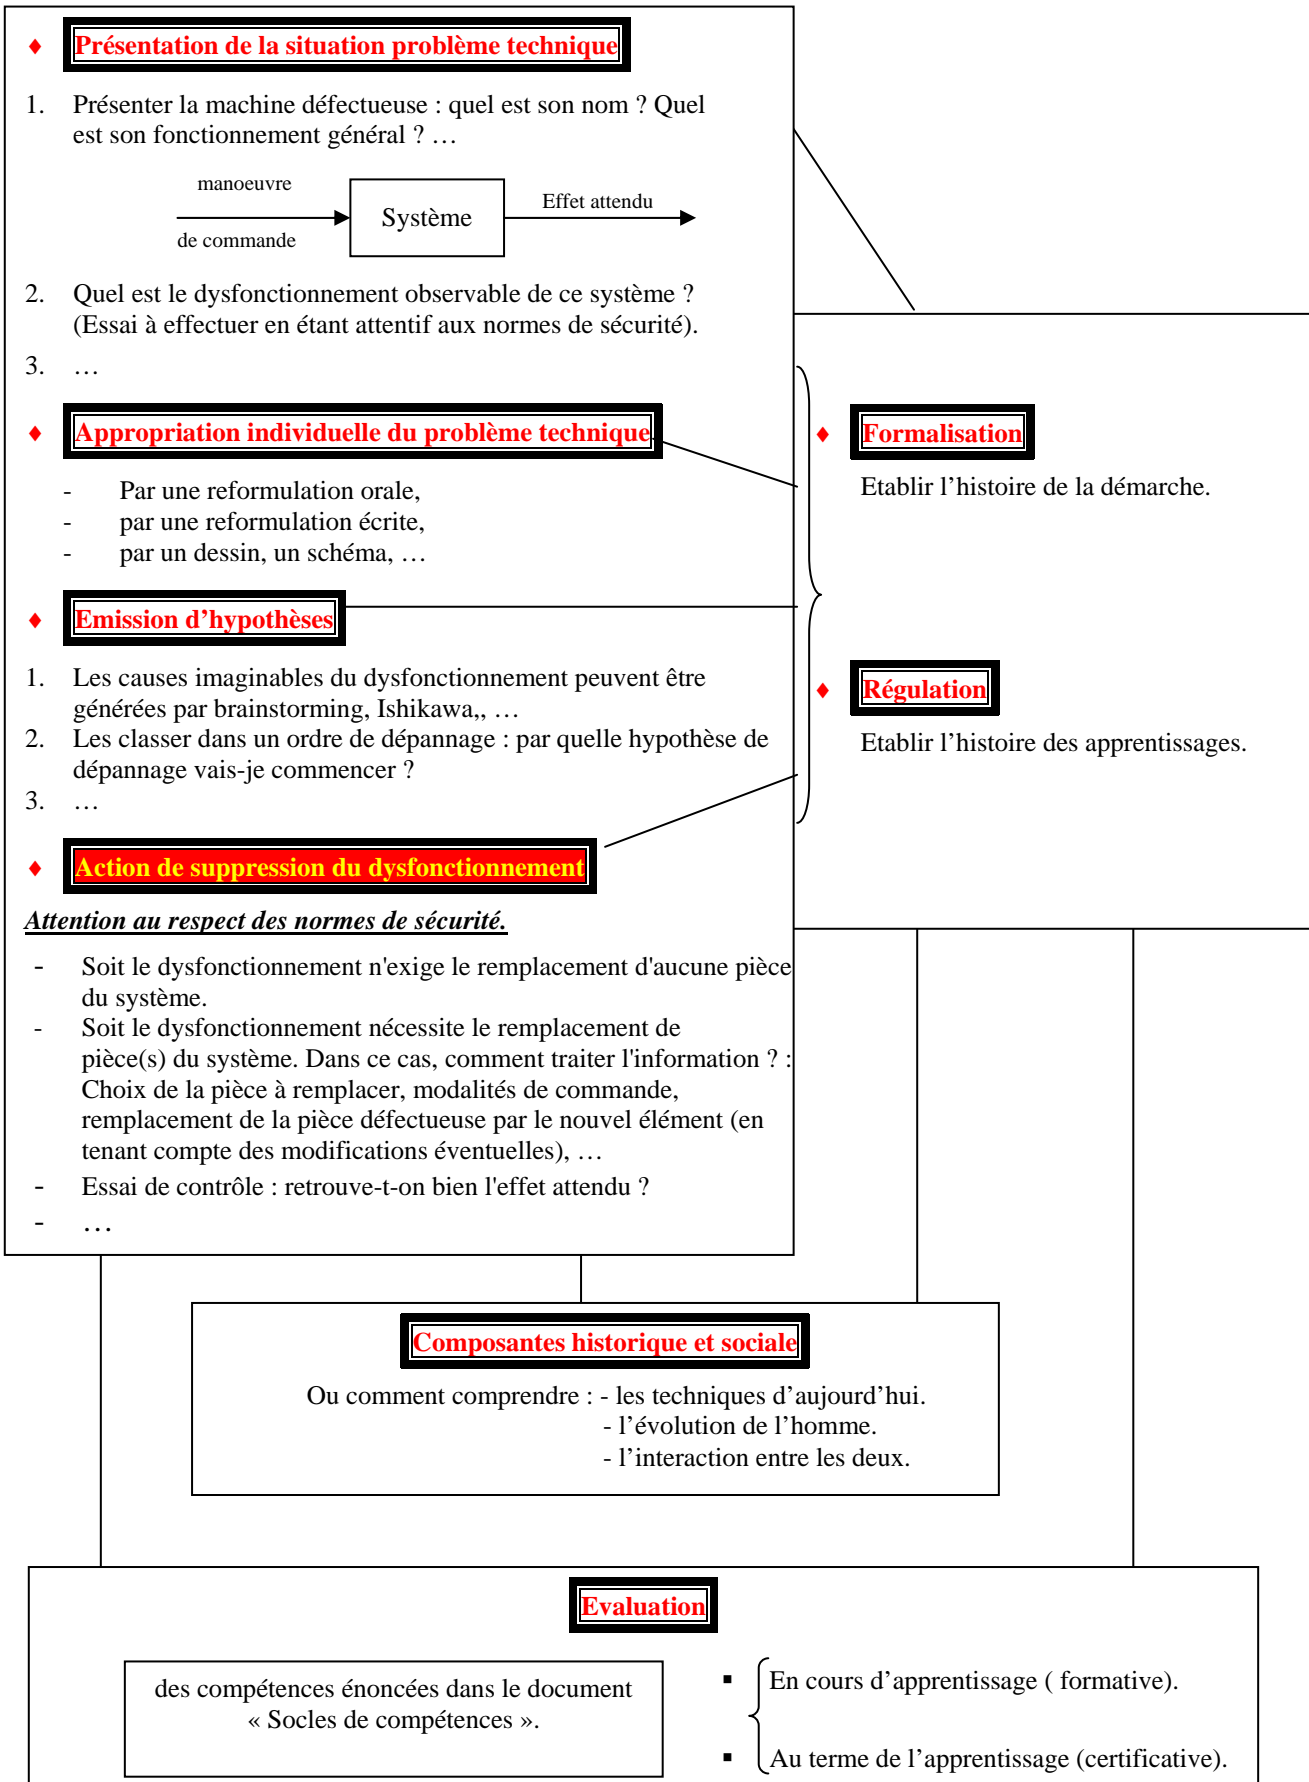 ♦ Présentation de la situation problème technique
1. Présenter la machine défectueuse : quel est son nom ? Quel
est son fonctionnement général ? …
manoeuvre
de commande
Système
Effet attendu
2. Quel est le dysfonctionnement observable de ce système ?
(Essai à effectuer en étant attentif aux normes de sécurité).
3. …
♦ Appropriation individuelle du problème technique
- Par une reformulation orale,
- par une reformulation écrite,
- par un dessin, un schéma, …
♦ Emission d’hypothèses
1. Les causes imaginables du dysfonctionnement peuvent être
générées par brainstorming, Ishikawa,, …
2. Les classer dans un ordre de dépannage : par quelle hypothèse de
dépannage vais-je commencer ?
3. …
♦ Action de suppression du dysfonctionnement
Attention au respect des normes de sécurité.
- Soit le dysfonctionnement n'exige le remplacement d'aucune pièce
du système.
- Soit le dysfonctionnement nécessite le remplacement de
pièce(s) du système. Dans ce cas, comment traiter l'information ? :
Choix de la pièce à remplacer, modalités de commande,
remplacement de la pièce défectueuse par le nouvel élément (en
tenant compte des modifications éventuelles), …
- Essai de contrôle : retrouve-t-on bien l'effet attendu ?
- …
♦ Formalisation
Etablir l’histoire de la démarche.
♦ Régulation
Etablir l’histoire des apprentissages.
Composantes historique et sociale
Ou comment comprendre : - les techniques d’aujourd’hui.
- l’évolution de l’homme.
- l’interaction entre les deux.
Evaluation
des compétences énoncées dans le document
« Socles de compétences ».
▪ En cours d’apprentissage ( formative).
▪ Au terme de l’apprentissage (certificative).